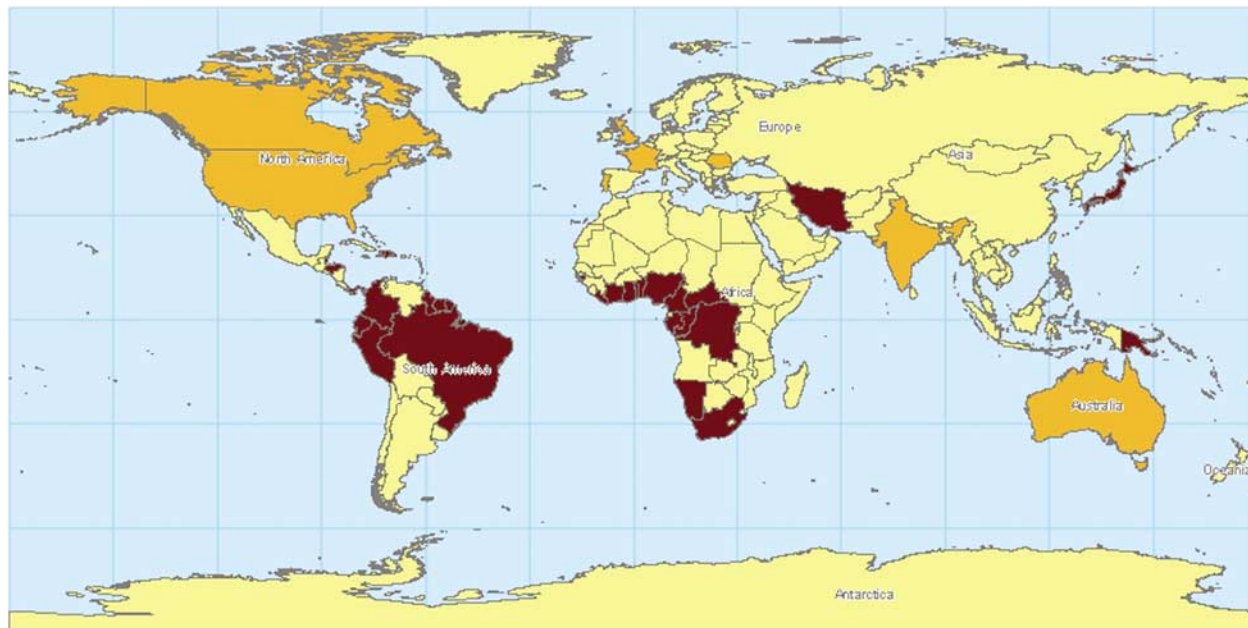 Europe
Asia
North America
Africa
South America
Australia
Oceania
Antarctica